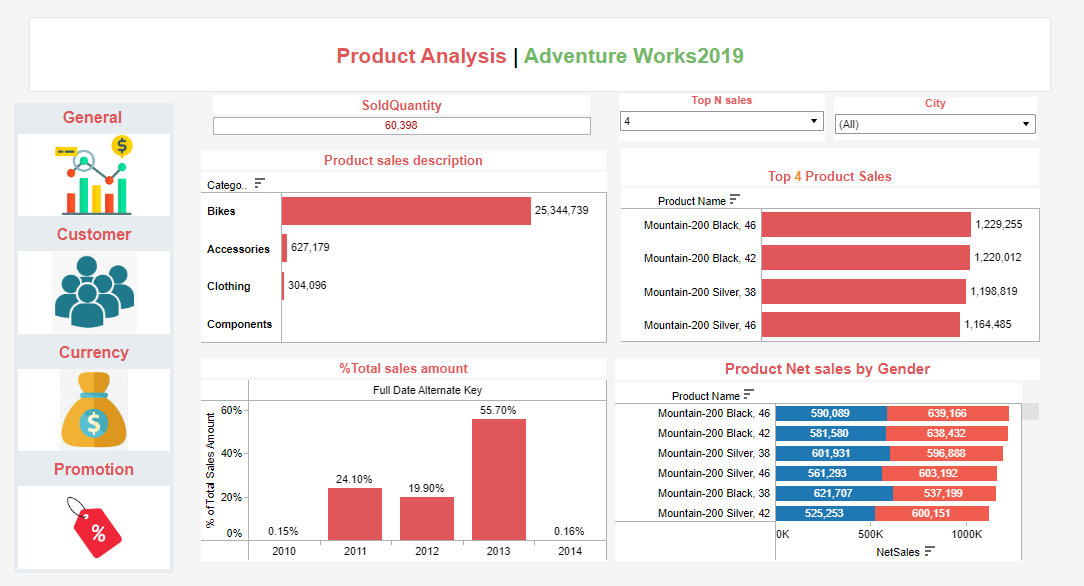 Product Analysis | Adventure Works2019
General
$
Customer
Currency
$
Promotion
%
SoldQuantity
60,398
Top N sales
4
City
(All)
Product sales description
Catego..
Bikes 25,344,739
Accessories 627,179
Clothing 304,096
Components
Top 4 Product Sales
Product Name
Mountain-200 Black, 46 1,229,255
Mountain-200 Black, 42 1,220,012
Mountain-200 Silver, 38 1,198,819
Mountain-200 Silver, 46 1,164,485
%Total sales amount
Full Date Alternate Key
% of Total Sales Amount
60%
40%
20%
0%
0.15%
24.10%
19.90%
55.70%
0.16%
2010 2011 2012 2013 2014
Product Net sales by Gender
Product Name
Mountain-200 Black, 46 590,089 639,166
Mountain-200 Black, 42 581,580 638,432
Mountain-200 Silver, 38 601,931 596,888
Mountain-200 Silver, 46 561,293 603,192
Mountain-200 Black, 38 621,707 537,199
Mountain-200 Silver, 42 525,253 600,151
0K 500K 1000K
NetSales